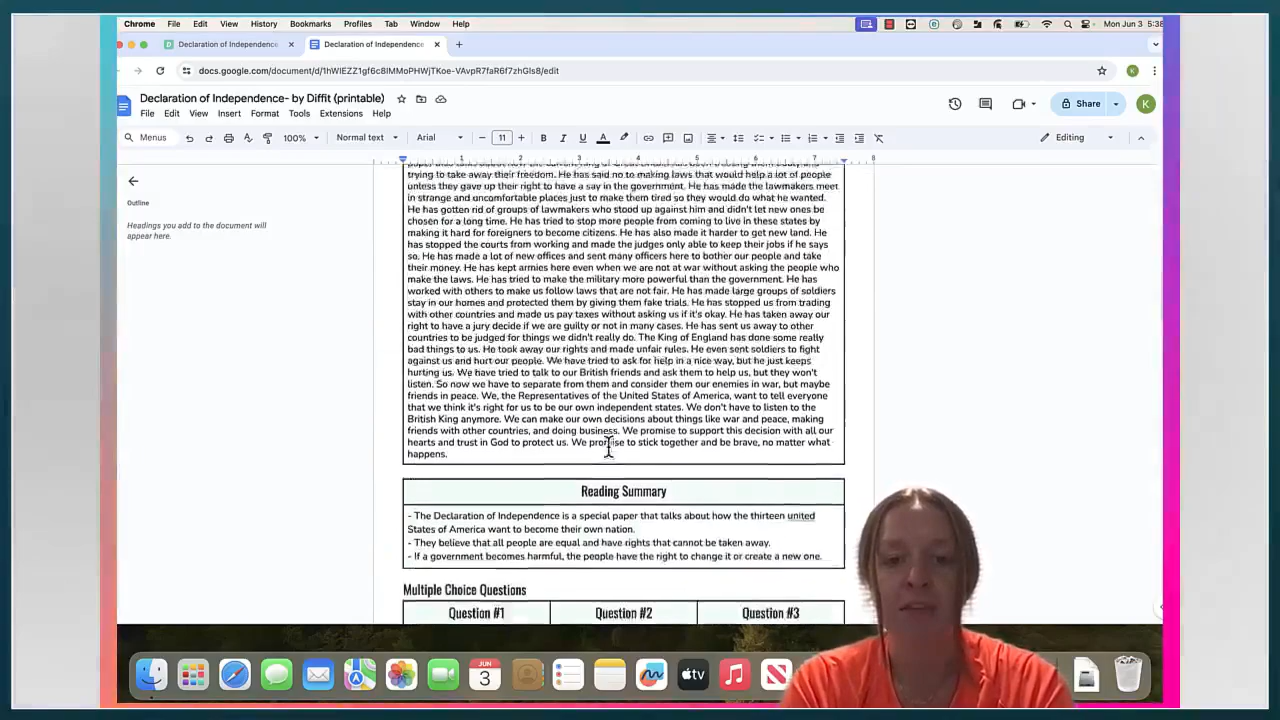 Chrome File Edit View History Bookmarks Profiles Tab Window Help Mon Jun 3 5:38
Declaration of Independence Declaration of Independence
docs.google.com/document/d/1hWIEZZ1gf6c8IMMoPHWjTKoe-VAvpR7faR6f7zhGls8/edit
Declaration of Independence- by Diffit (printable)
File Edit View Insert Format Tools Extensions Help
Share
Menus 100% Normal text Arial 11 Editing
1 2 3 4 5 6 7 8
Outline
Headings you add to the document will
appear here.
trying to take away their freedom. He has said no to making laws that would help a lot of people
unless they gave up their right to have a say in the government. He has made the lawmakers meet
in strange and uncomfortable places just to make them tired so they would do what he wanted.
He has gotten rid of groups of lawmakers who stood up against him and didn't let new ones be
chosen for a long time. He has tried to stop more people from coming to live in these states by
making it hard for foreigners to become citizens. He has also made it harder to get new land. He
has stopped the courts from working and made the judges only able to keep their jobs if he says
so. He has made a lot of new offices and sent many officers here to bother our people and take
their money. He has kept armies here even when we are not at war without asking the people who
make the laws. He has tried to make the military more powerful than the government. He has
worked with others to make us follow laws that are not fair. He has made large groups of soldiers
stay in our homes and protected them by giving them fake trials. He has stopped us from trading
with other countries and made us pay taxes without asking us if it's okay. He has taken away our
right to have a jury decide if we are guilty or not in many cases. He has sent us away to other
countries to be judged for things we didn't really do. The King of England has done some really
bad things to us. He took away our rights and made unfair rules. He even sent soldiers to fight
against us and hurt our people. We have tried to ask for help in a nice way, but he just keeps
hurting us. We have tried to talk to our British friends and ask them to help us, but they won't
listen. So now we have to separate from them and consider them our enemies in war, but maybe
friends in peace. We, the Representatives of the United States of America, want to tell everyone
that we think it's right for us to be our own independent states. We don't have to listen to the
British King anymore. We can make our own decisions about things like war and peace, making
friends with other countries, and doing business. We promise to support this decision with all our
hearts and trust in God to protect us. We promise to stick together and be brave, no matter what
happens.
Reading Summary
- The Declaration of Independence is a special paper that talks about how the thirteen united
States of America want to become their own nation.
- They believe that all people are equal and have rights that cannot be taken away.
- If a government becomes harmful, the people have the right to change it or create a new one.
Multiple Choice Questions
Question #1 Question #2 Question #3
JUN
3
tv